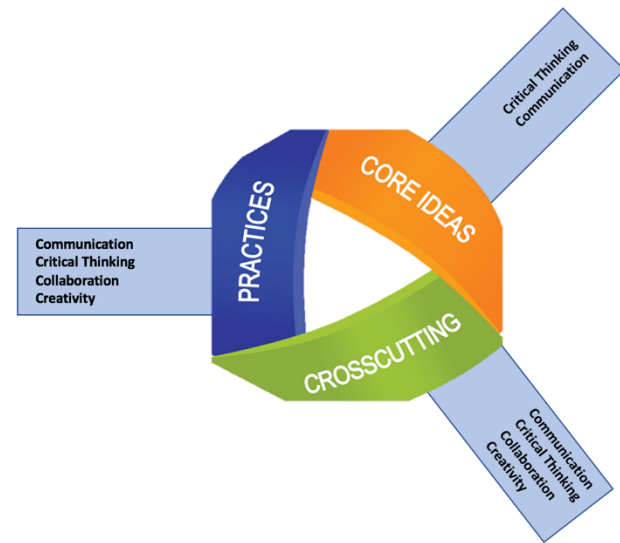 Critical Thinking
Communication
CORE IDEAS
PRACTICES
Communication
Critical Thinking
Collaboration
Creativity
CROSSCUTTING
Communication
Critical Thinking
Collaboration
Creativity